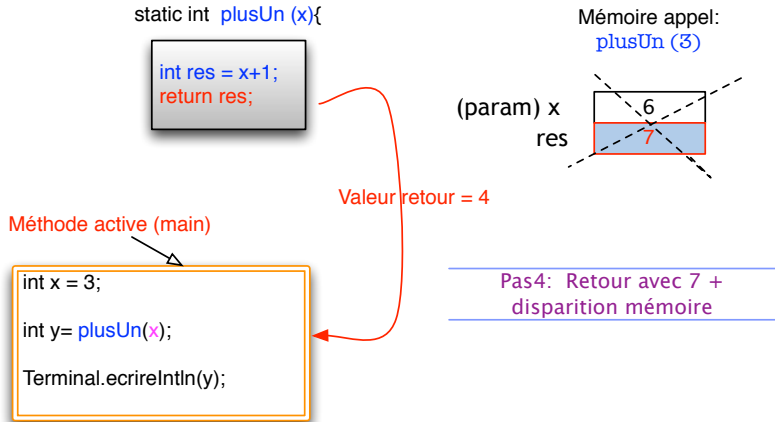 static int plusUn (x){
int res = x+1;
return res;
Mémoire appel:
plusUn (3)
(param) x
6
res
7
Valeur retour = 4
Méthode active (main)
int x = 3;
int y= plusUn(x);
Terminal.ecrireIntln(y);
Pas4: Retour avec 7 +
disparition mémoire